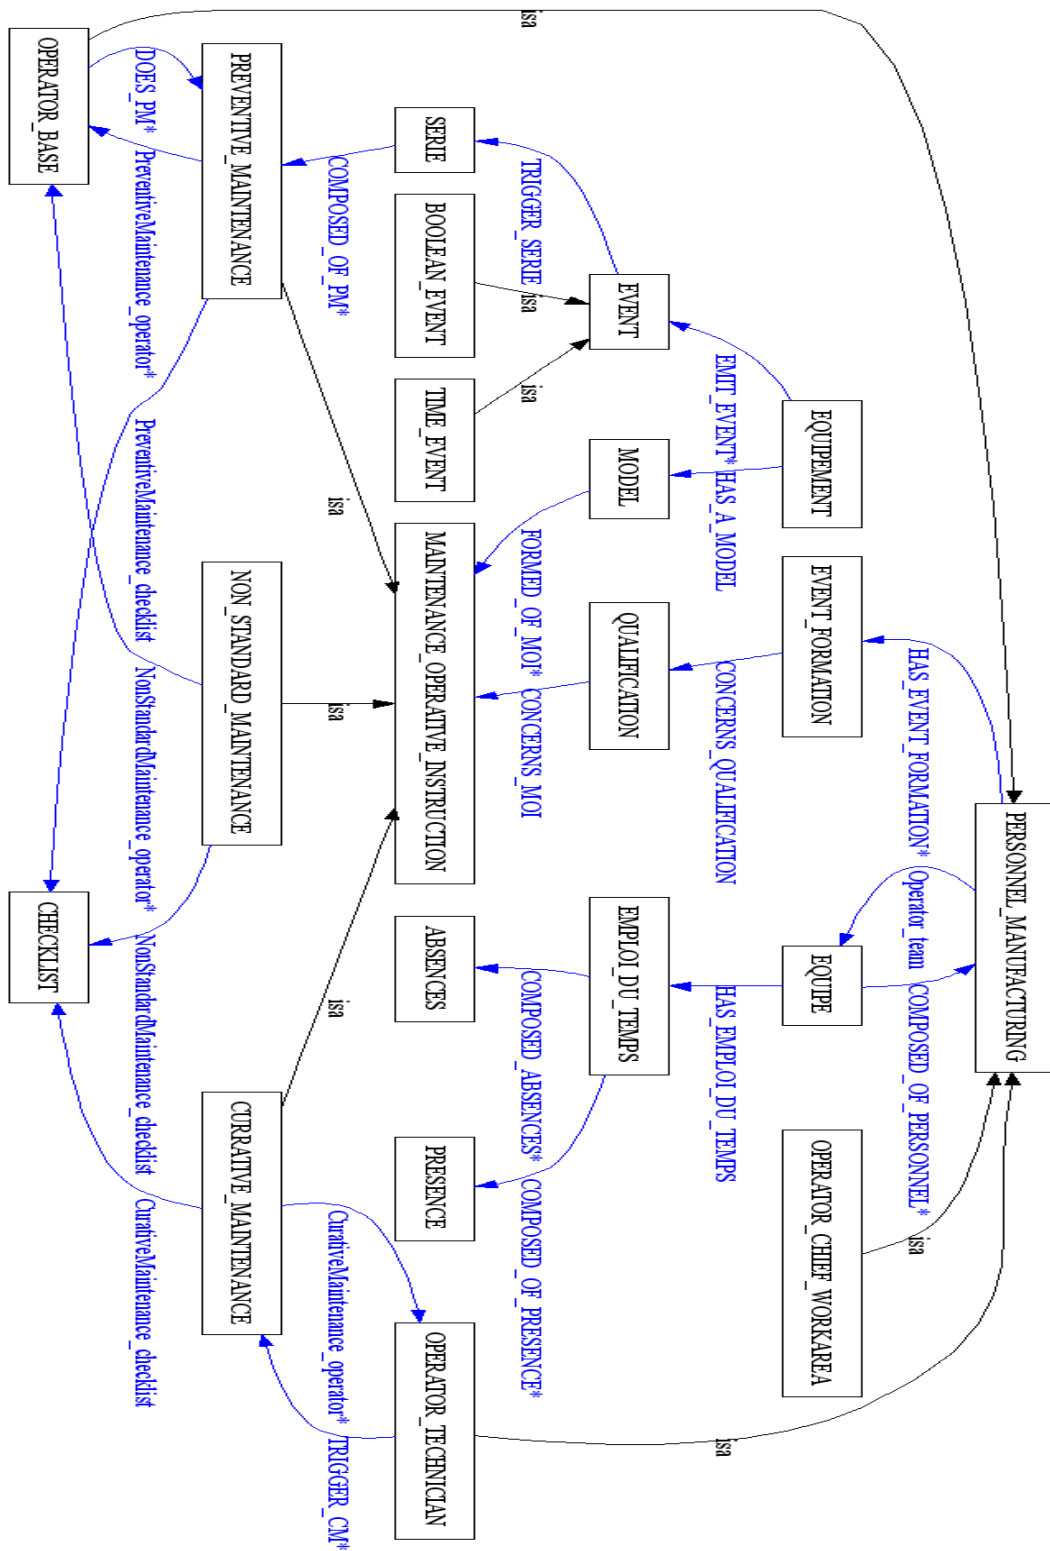 PERSONNEL_MANUFACTURING
HAS_EVENT_FORMATION*
Operator_team
COMPOSED_OF_PERSONNEL*
isa
EQUIPEMENT
EVENT_FORMATION
EQUIPE
OPERATOR_CHIEF_WORKAREA
EMIT_EVENT*
HAS_A_MODEL
CONCERNS_QUALIFICATION
HAS_EMPLOI_DU_TEMPS
isa
EVENT
MODEL
QUALIFICATION
EMPLOI_DU_TEMPS
isa
TRIGGER_SERIE
isa
isa
FORMED_OF_MOI*
CONCERNS_MOI
COMPOSED_ABSENCES*
COMPOSED_OF_PRESENCE*
SERIE
BOOLEAN_EVENT
TIME_EVENT
MAINTENANCE_OPERATIVE_INSTRUCTION
ABSENCES
PRESENCE
OPERATOR_TECHNICIAN
COMPOSED_OF_PM*
isa
isa
isa
CurativeMaintenance_operator*
TRIGGER_CM*
PREVENTIVE_MAINTENANCE
NON_STANDARD_MAINTENANCE
CURRATIVE_MAINTENANCE
DOES_PM*
PreventiveMaintenance_operator*
PreventiveMaintenance_checklist
NonStandardMaintenance_operator*
NonStandardMaintenance_checklist
CurativeMaintenance_checklist
OPERATOR_BASE
CHECKLIST